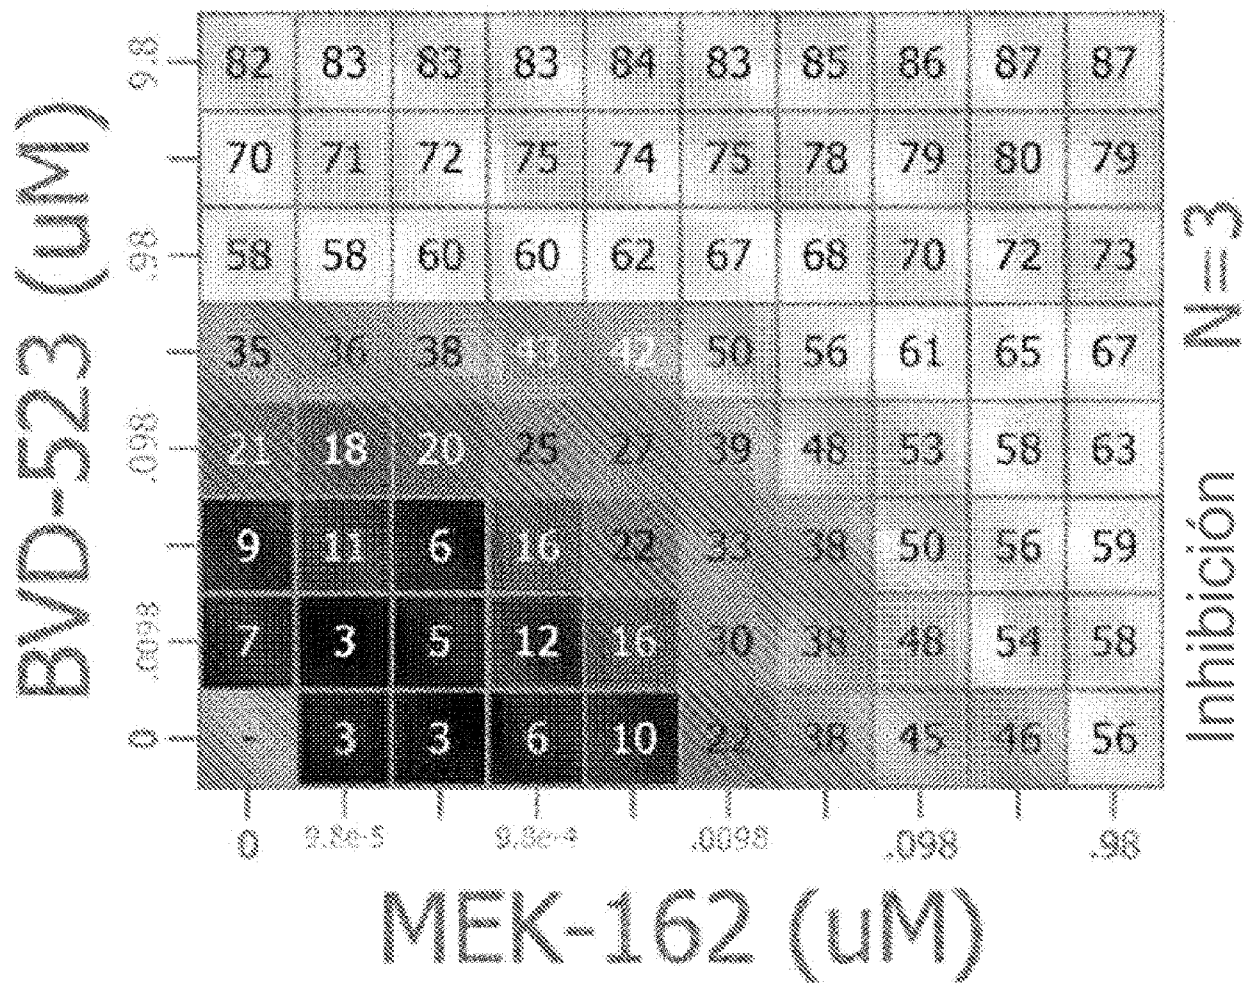 BVD-523 (uM)
9.8 82 83 83 83 84 83 85 86 87 87
70 71 72 75 74 75 78 79 80 79
.98 58 58 60 60 62 67 68 70 72 73
35 36 38 42 50 56 61 65 67
.098 21 18 20 25 27 39 48 53 58 63
9 11 6 16 22 33 39 50 56 59
.0098 7 3 5 12 16 30 38 48 54 58
0 - 3 3 6 10 22 45 46 56
0 9.8e-5 9.8e-4 .0098 .098 .98
MEK-162 (uM)
Inhibición N=3